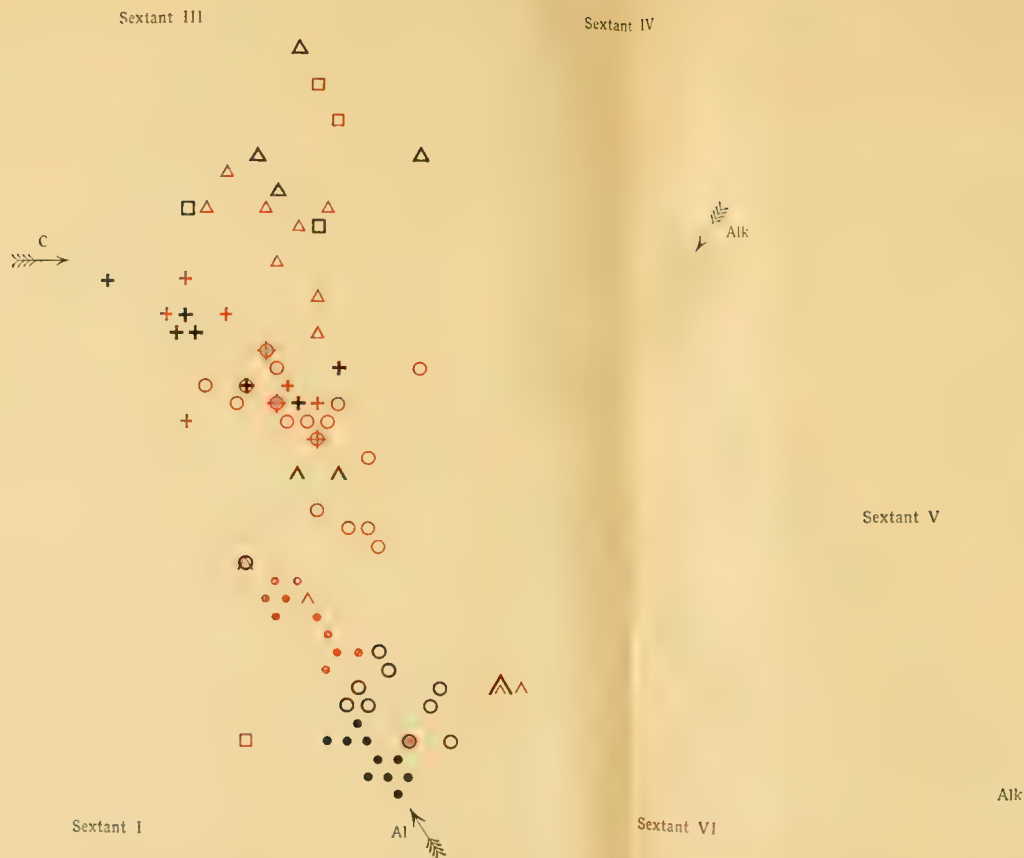 Sextant III
Sextant IV
C
Alk
Sextant V
Alk
Sextant I
Al
Sextant VI